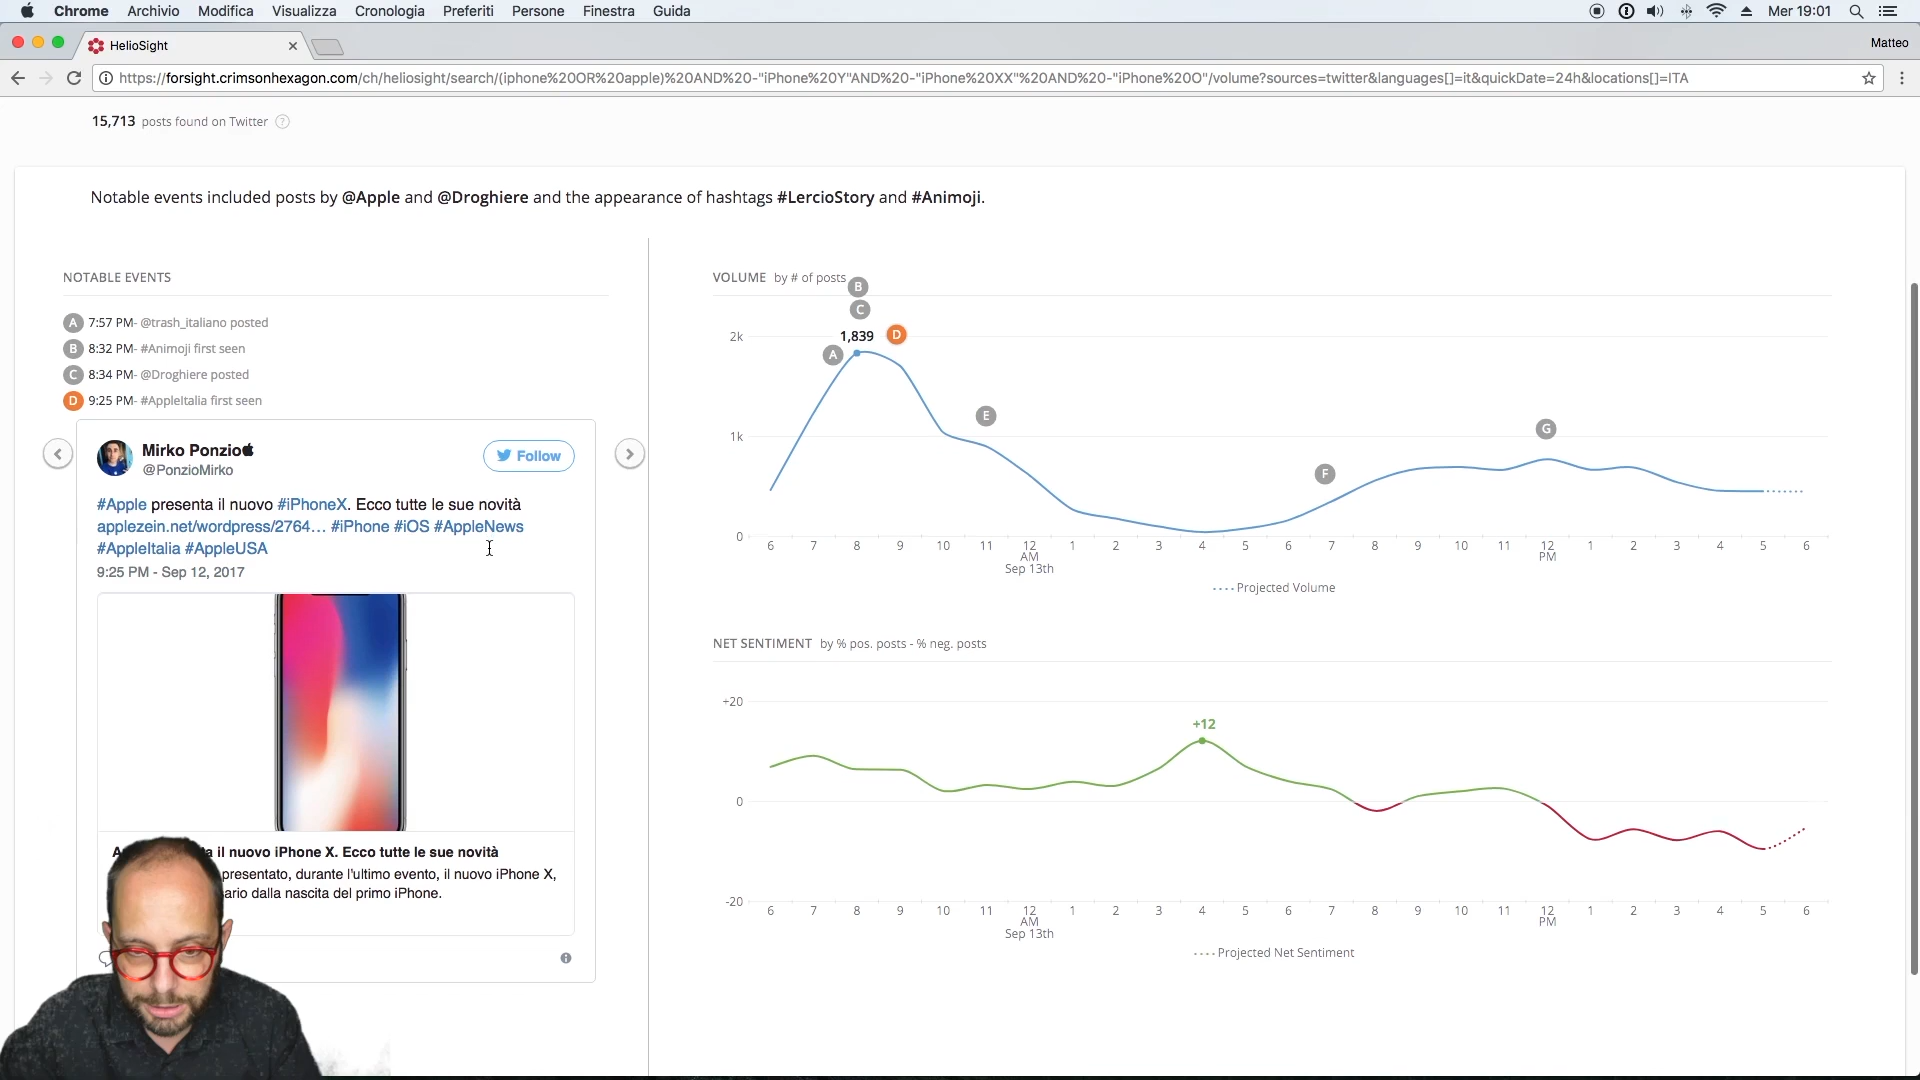 Chrome Archivio Modifica Visualizza Cronologia Preferiti Persone Finestra Guida Mer 19:01
HelioSight Matteo
https://forsight.crimsonhexagon.com/ch/heliosight/search/(iphone%20OR%20apple)%20AND%20-"iPhone%20Y"AND%20-"iPhone%20XX"%20AND%20-"iPhone%20O"/volume?sources=twitter&languages[]=it&quickDate=24h&locations[]=ITA
15,713 posts found on Twitter ?
Notable events included posts by @Apple and @Droghiere and the appearance of hashtags #LercioStory and #Animoji.
NOTABLE EVENTS
A 7:57 PM- @trash_italiano posted
B 8:32 PM- #Animoji first seen
C 8:34 PM- @Droghiere posted
D 9:25 PM- #AppleItalia first seen
Mirko Ponzio
@PonzioMirko
Follow
#Apple presenta il nuovo #iPhoneX. Ecco tutte le sue novità
applezein.net/wordpress/2764… #iPhone #iOS #AppleNews
#AppleItalia #AppleUSA
9:25 PM - Sep 12, 2017
il nuovo iPhone X. Ecco tutte le sue novità
presentato, durante l'ultimo evento, il nuovo iPhone X,
dalla nascita del primo iPhone.
VOLUME by # of posts
B
C
1,839 D
A
E
F
G
2k
1k
0
6 7 8 9 10 11 12 1 2 3 4 5 6 7 8 9 10 11 12 1 2 3 4 5 6
AM PM
Sep 13th
Projected Volume
NET SENTIMENT by % pos. posts - % neg. posts
+20
+12
0
-20
6 7 8 9 10 11 12 1 2 3 4 5 6 7 8 9 10 11 12 1 2 3 4 5 6
AM PM
Sep 13th
Projected Net Sentiment